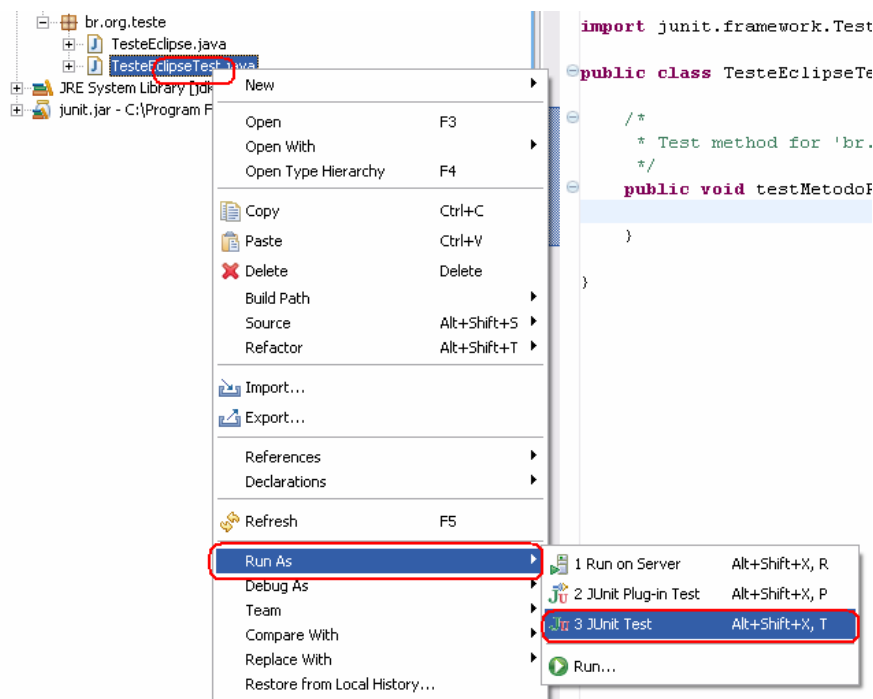 br.org.teste
TesteEclipse.java
TesteEclipseTest.java
JRE System Library [jdk
junit.jar - C:\Program F
New
Open F3
Open With
Open Type Hierarchy F4
Copy Ctrl+C
Paste Ctrl+V
Delete Delete
Build Path
Source Alt+Shift+S
Refactor Alt+Shift+T
Import...
Export...
References
Declarations
Refresh F5
Run As
Debug As
Team
Compare With
Replace With
Restore from Local History...
1 Run on Server Alt+Shift+X, R
2 JUnit Plug-in Test Alt+Shift+X, P
3 JUnit Test Alt+Shift+X, T
Run...
import junit.framework.Test
public class TesteEclipseTe
/*
* Test method for 'br.
*/
public void testMetodoP
}
}